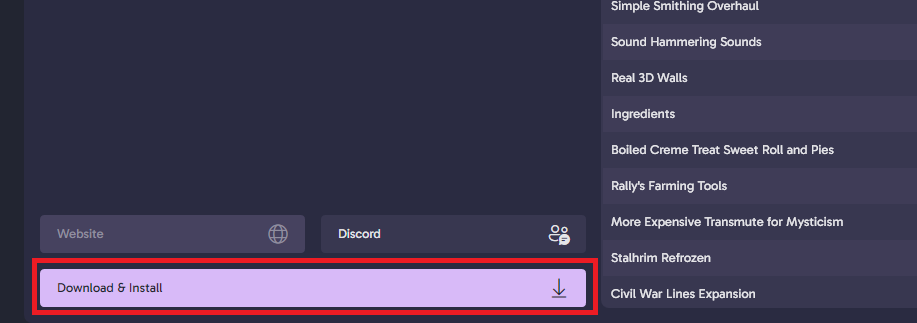 Simple Smithing Overhaul
Sound Hammering Sounds
Real 3D Walls
Ingredients
Boiled Creme Treat Sweet Roll and Pies
Rally's Farming Tools
More Expensive Transmute for Mysticism
Stalhrim Refrozen
Civil War Lines Expansion
Website
Discord
Download & Install